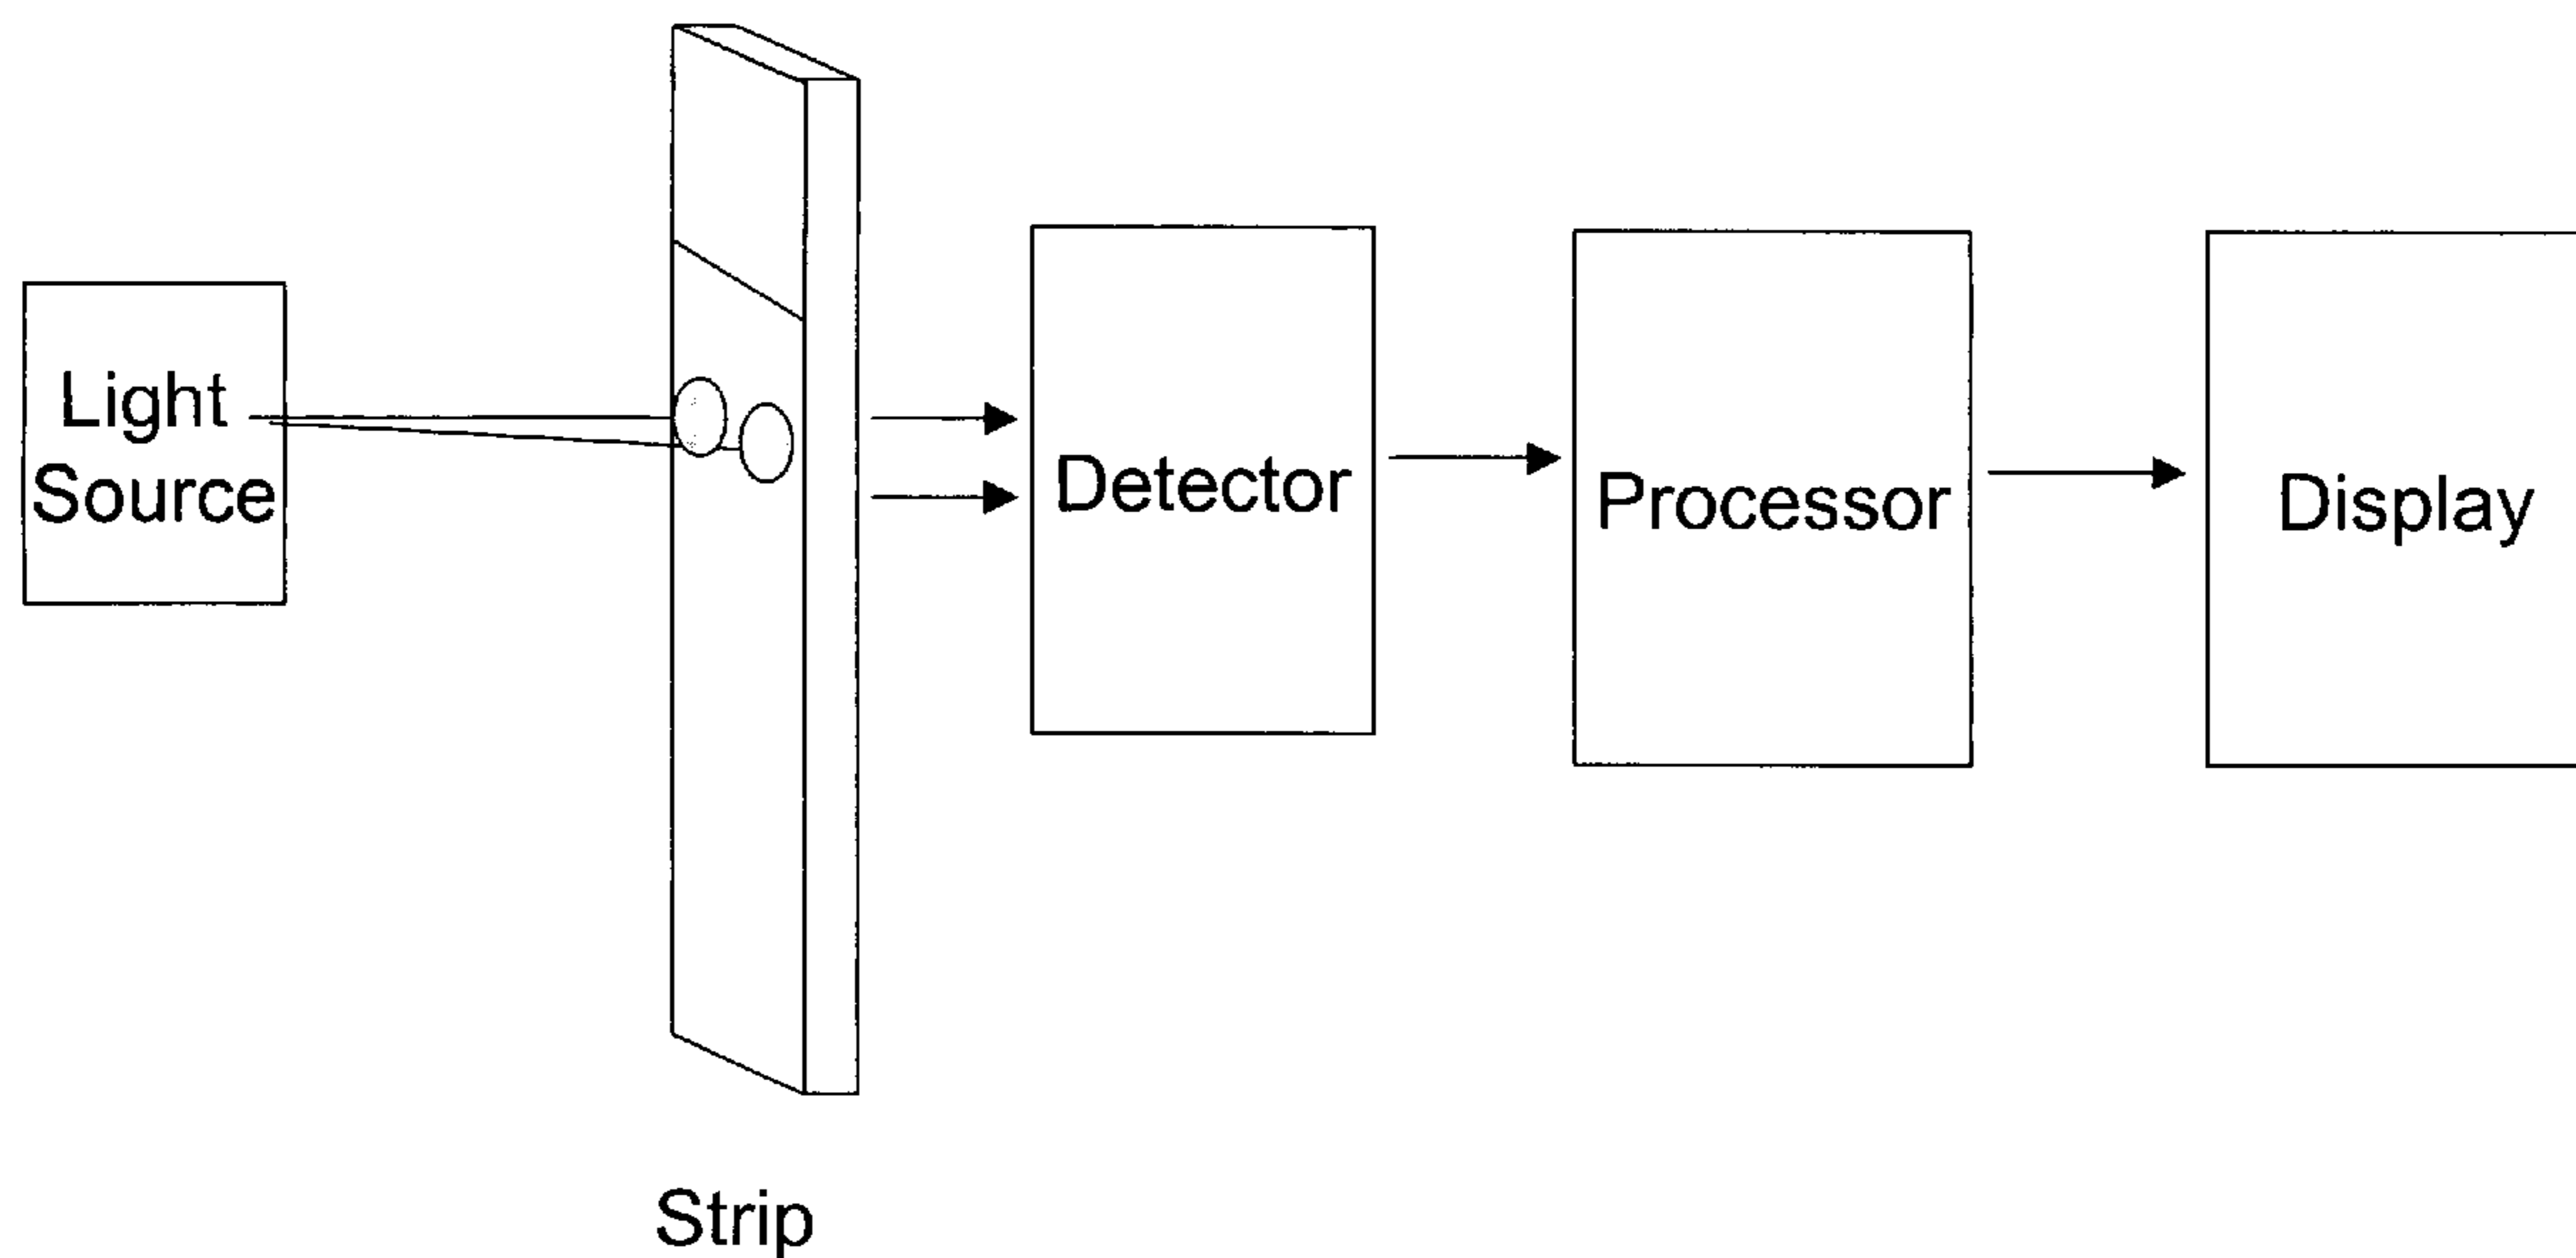 Light
Source
Detector
Processor
Display
Strip